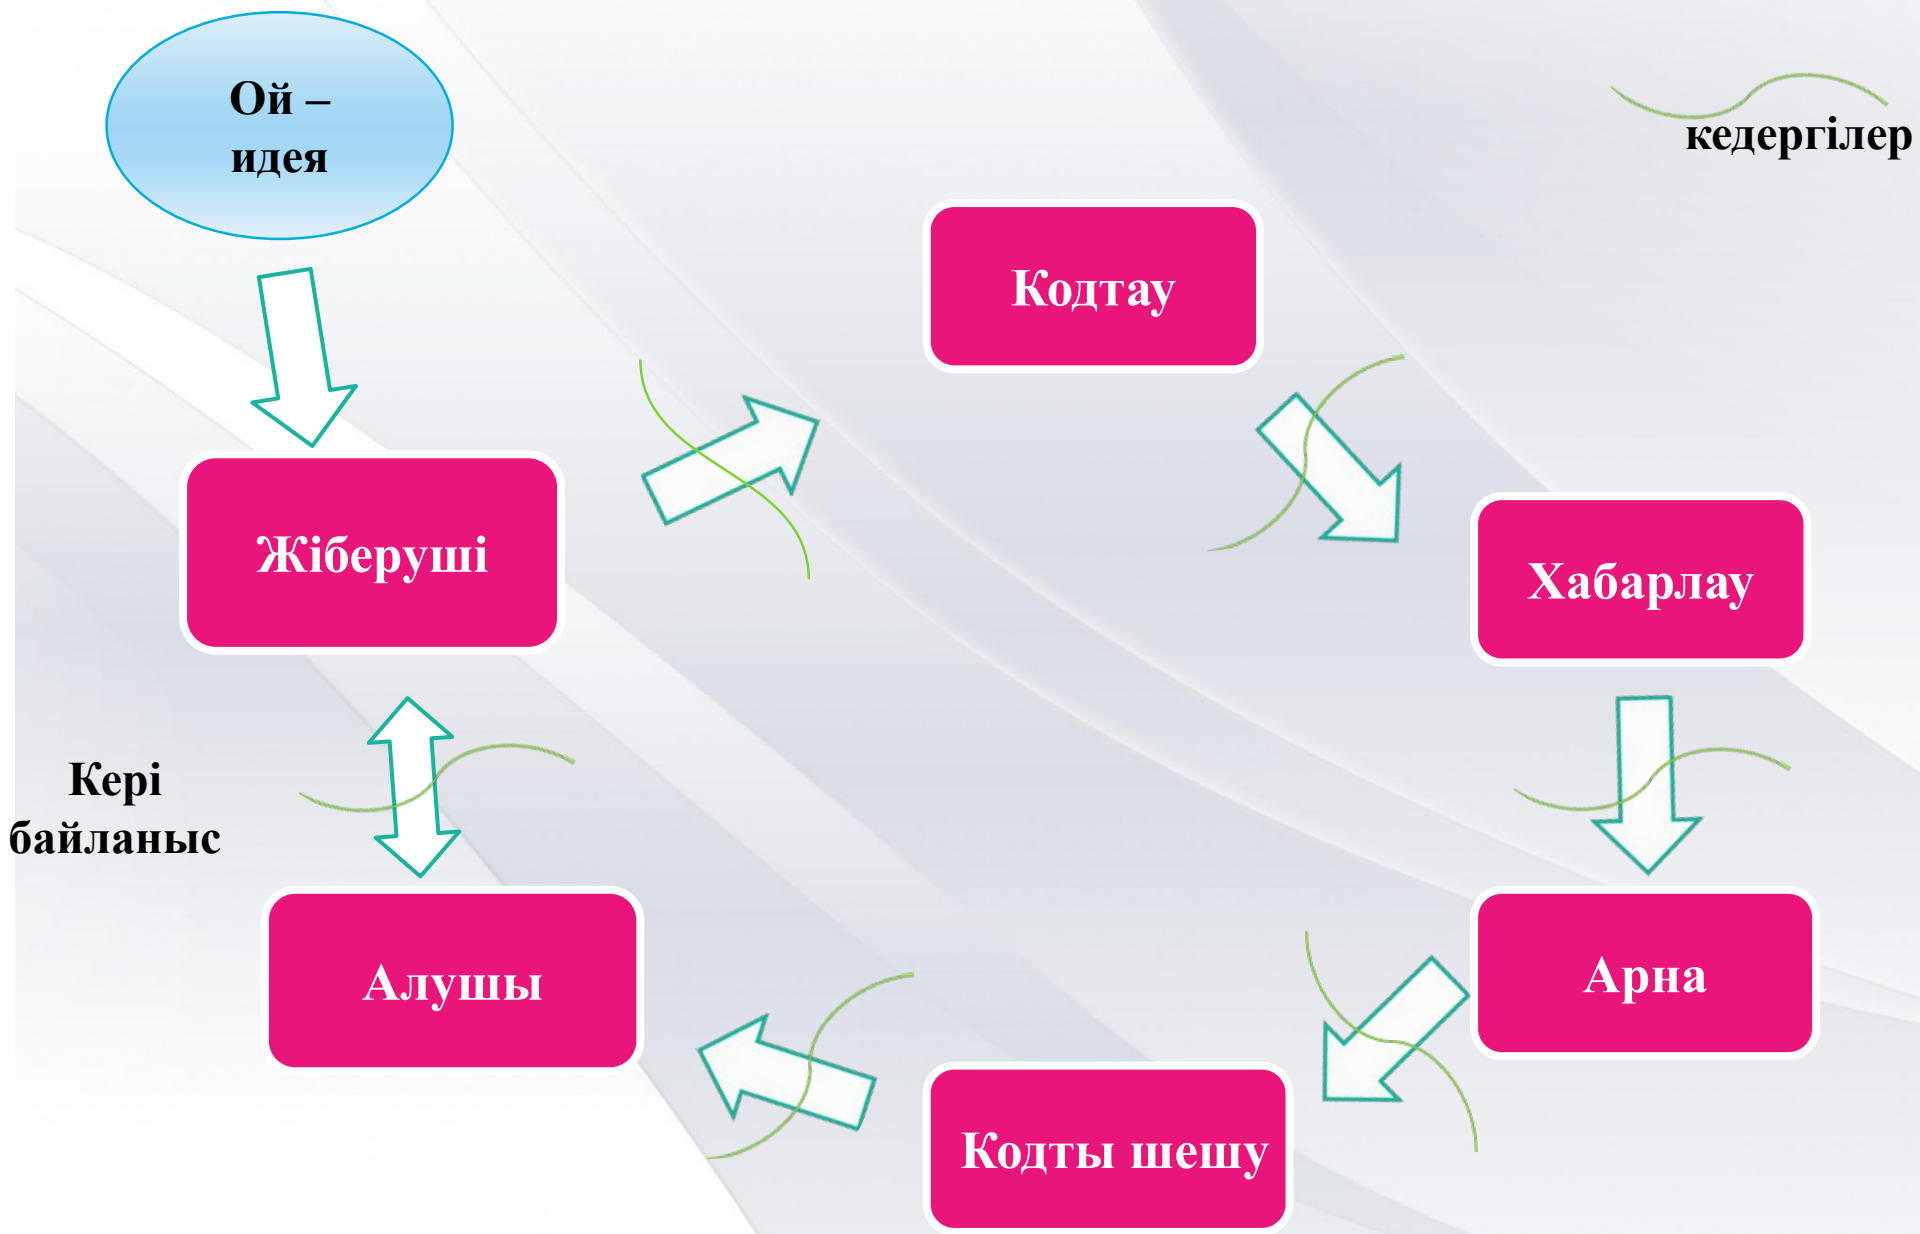 Ой –
идея
кедергілер
Кодтау
Жіберуші
Хабарлау
Кері
байланыс
Алушы
Арна
Кодты шешу